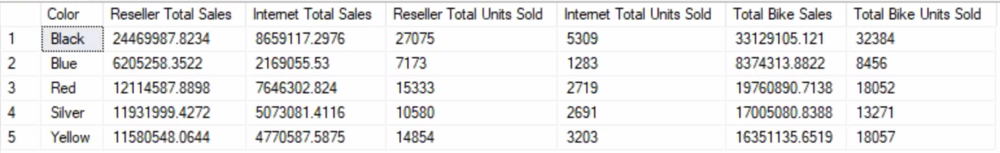 Color Reseller Total Sales Internet Total Sales Reseller Total Units Sold Internet Total Units Sold Total Bike Sales Total Bike Units Sold
1 Black 24469987.8234 8659117.2976 27075 5309 33129105.121 32384
2 Blue 6205258.3522 2169055.53 7173 1283 8374313.8822 8456
3 Red 12114587.8898 7646302.824 15333 2719 19760890.7138 18052
4 Silver 11931999.4272 5073081.4116 10580 2691 17005080.8388 13271
5 Yellow 11580548.0644 4770587.5875 14854 3203 16351135.6519 18057